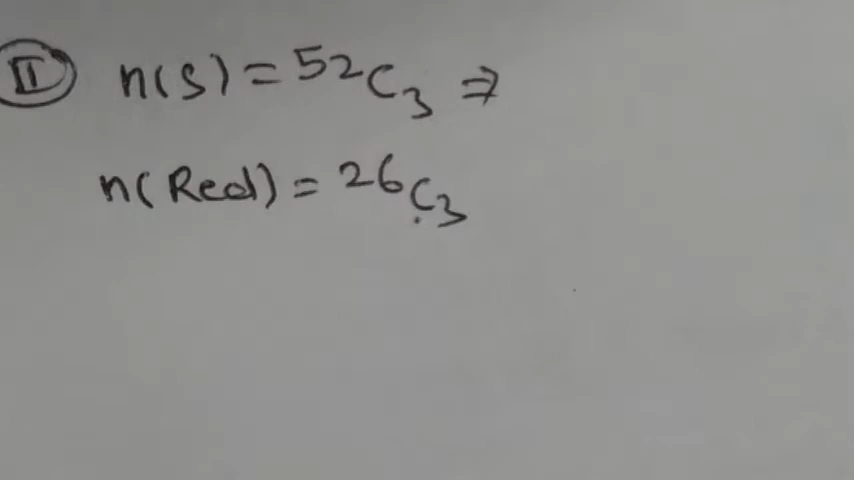 II n(S) = 52C3 ⇒
n(Red) = 26C3